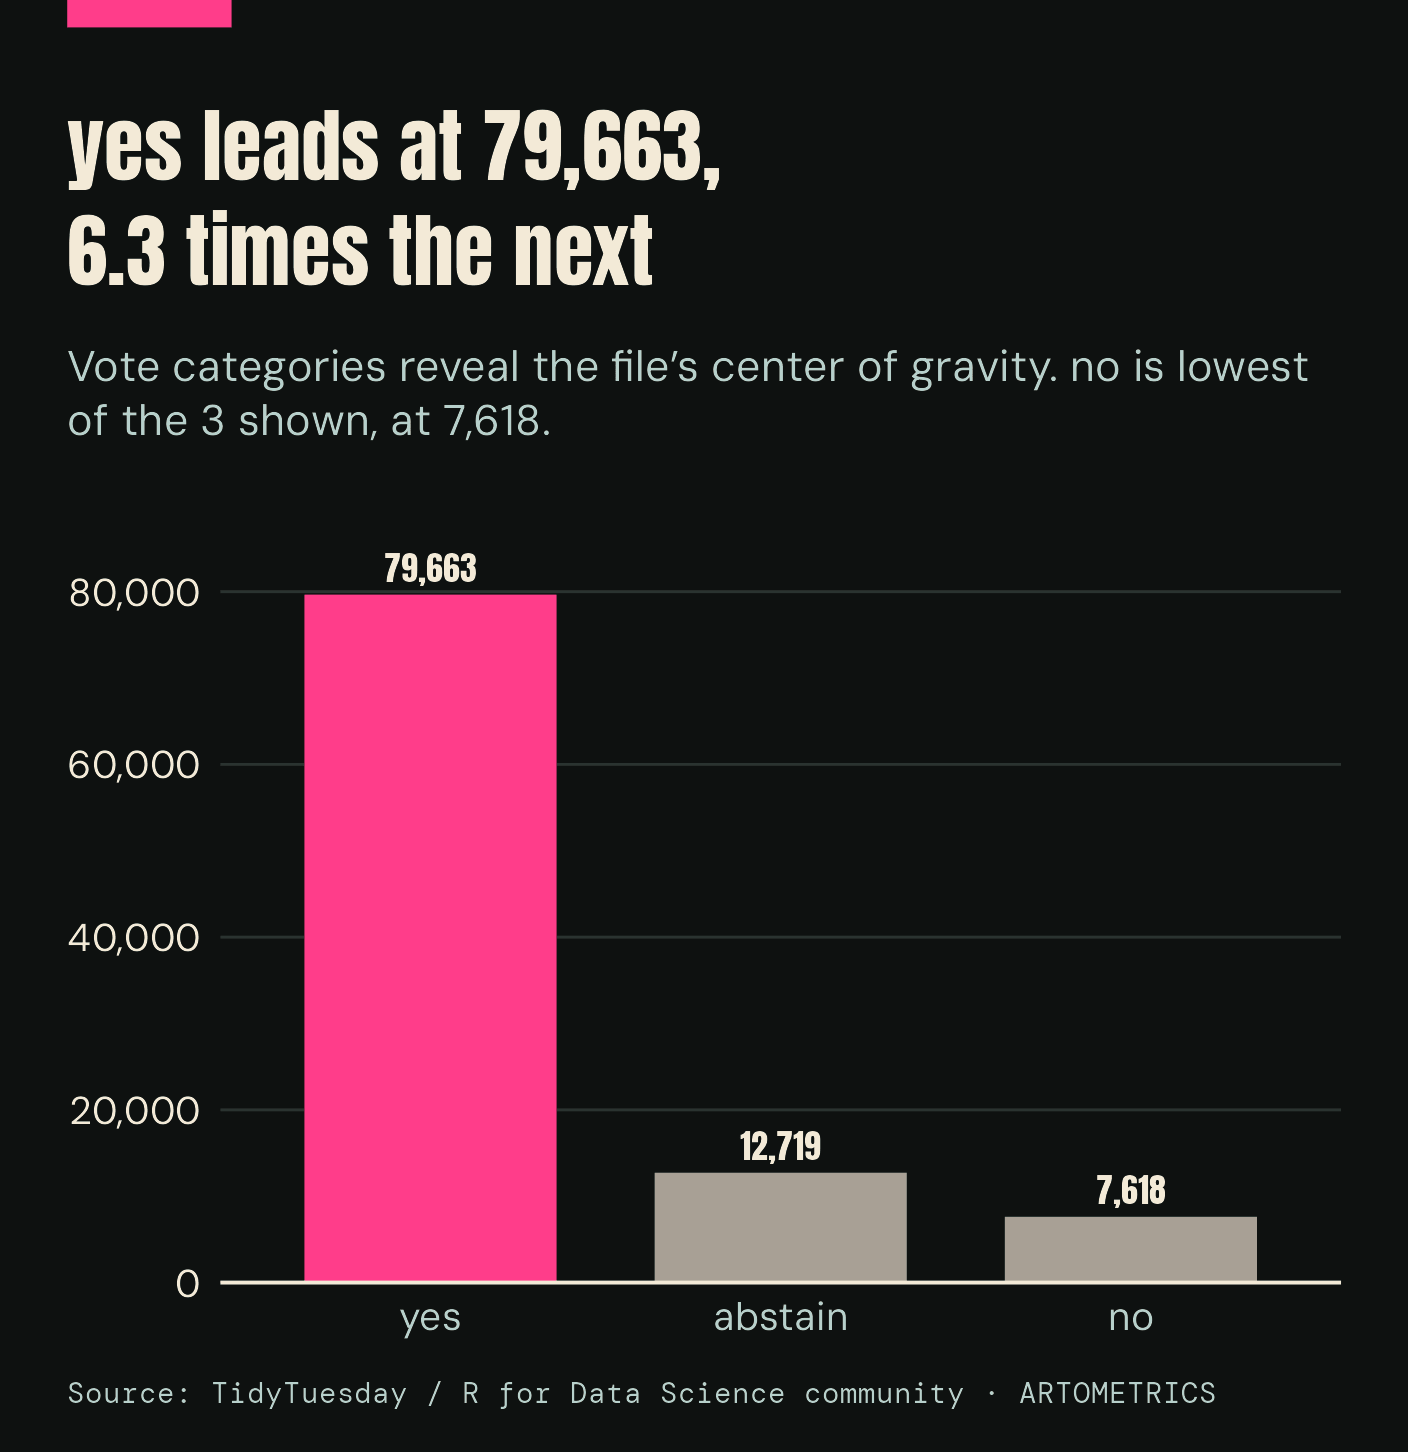 yes leads at 79,663,
6.3 times the next
Vote categories reveal the file’s center of gravity. no is lowest
of the 3 shown, at 7,618.
79,663
80,000
60,000
40,000
20,000
12,719
7,618
0
yes abstain no
Source: TidyTuesday / R for Data Science community · ARTOMETRICS